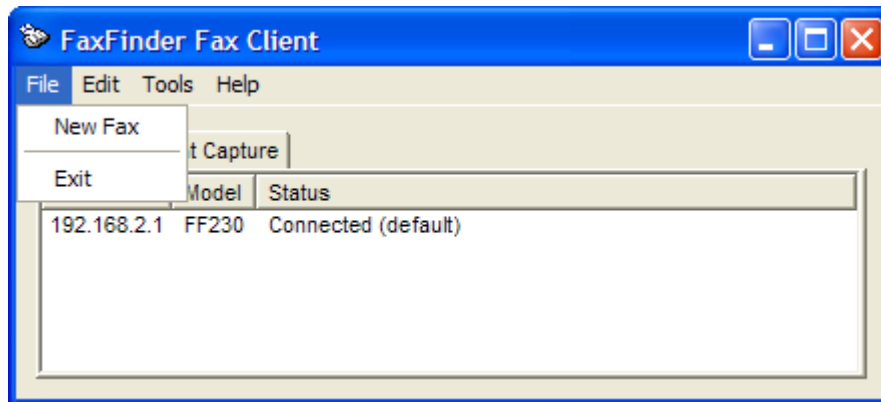 FaxFinder Fax Client
File Edit Tools Help
New Fax
Exit
Capture
Model Status
192.168.2.1 FF230 Connected (default)